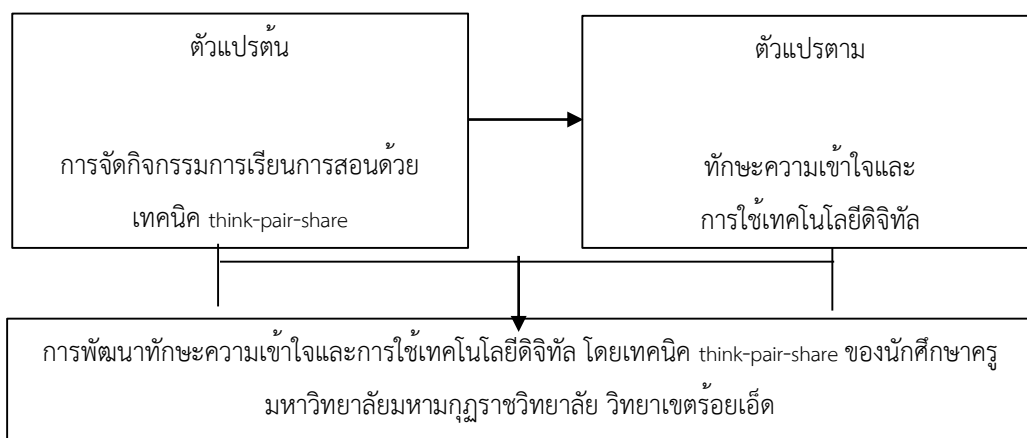 ตัวแปรต้น
การจัดกิจกรรมการเรียนการสอนด้วย
เทคนิค think-pair-share
ตัวแปรตาม
ทักษะความเข้าใจและ
การใช้เทคโนโลยีดิจิทัล
การพัฒนาทักษะความเข้าใจและการใช้เทคโนโลยีดิจิทัล โดยเทคนิค think-pair-share ของนักศึกษาครู
มหาวิทยาลัยมหามกุฏราชวิทยาลัย วิทยาเขตร้อยเอ็ด